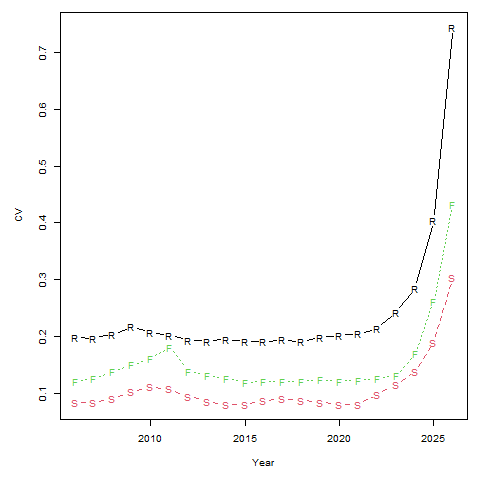 0.7
0.6
0.5
0.4
0.3
0.2
0.1
CV
2010 2015 2020 2025
Year
R R R R R R R R R R R R R R R R R R R R R
F F F F F F F F F F F F F F F F F F F F F
S S S S S S S S S S S S S S S S S S S S S